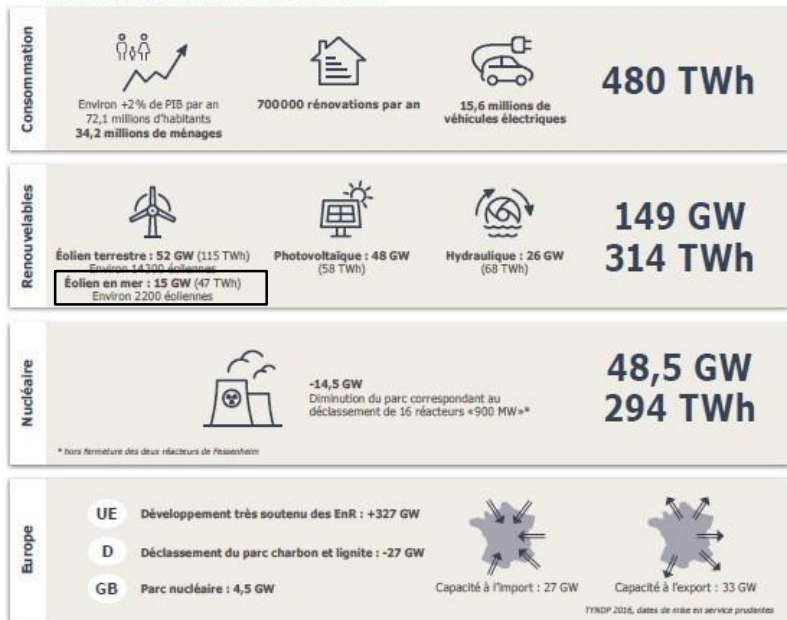 Consommation
Environ +2% de PIB par an
72,1 millions d'habitants
34,2 millions de ménages
700000 rénovations par an
15,6 millions de
véhicules électriques
480 TWh
Renouvelables
Éolien terrestre : 52 GW (115 TWh)
Environ 14300 éoliennes
Éolien en mer : 15 GW (47 TWh)
Environ 2200 éoliennes
Photovoltaïque : 48 GW
(58 TWh)
Hydraulique : 26 GW
(68 TWh)
149 GW
314 TWh
Nucléaire
-14,5 GW
Diminution du parc correspondant au
déclassement de 16 réacteurs «900 MW»*
48,5 GW
294 TWh
* hors fermeture des deux réacteurs de Fessenheim
Europe
UE Développement très soutenu des EnR : +327 GW
D Déclassement du parc charbon et lignite : -27 GW
GB Parc nucléaire : 4,5 GW
Capacité à l'import : 27 GW
Capacité à l'export : 33 GW
TYNDP 2016, dates de mise en service prudentes